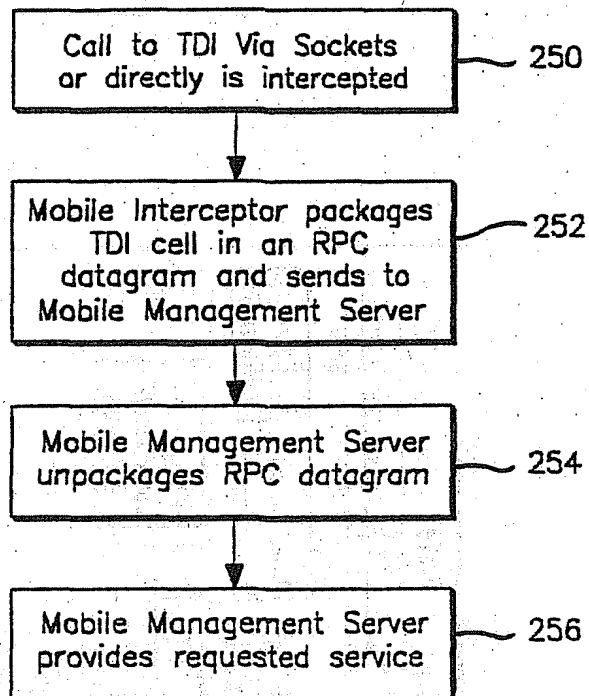 Call to TDI Via Sockets
or directly is intercepted
250
Mobile Interceptor packages
TDI cell in an RPC
datagram and sends to
Mobile Management Server
252
Mobile Management Server
unpackages RPC datagram
254
Mobile Management Server
provides requested service
256